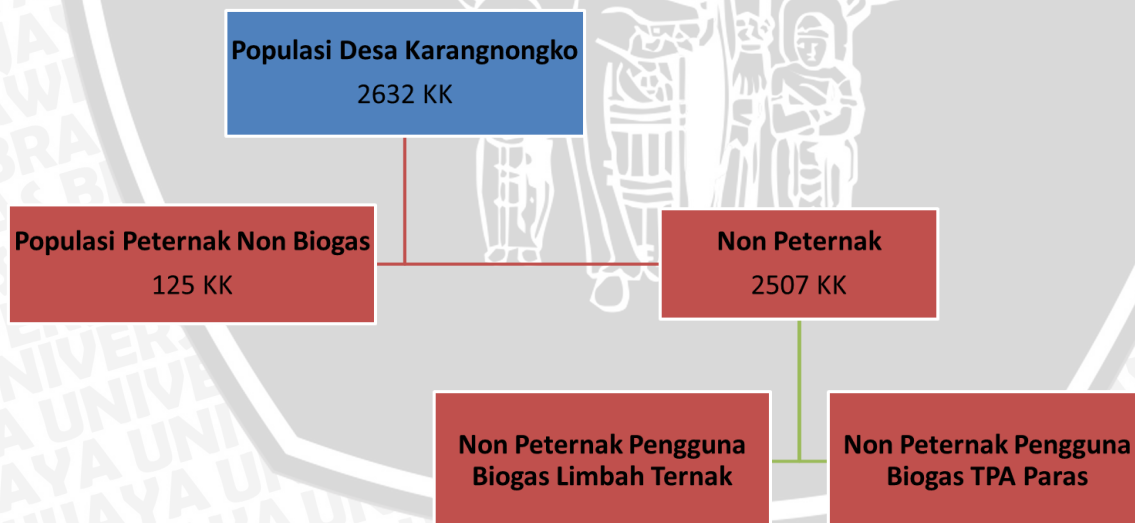 Populasi Desa Karangnongko
2632 KK
Populasi Peternak Non Biogas
125 KK
Non Peternak
2507 KK
Non Peternak Pengguna
Biogas Limbah Ternak
Non Peternak Pengguna
Biogas TPA Paras